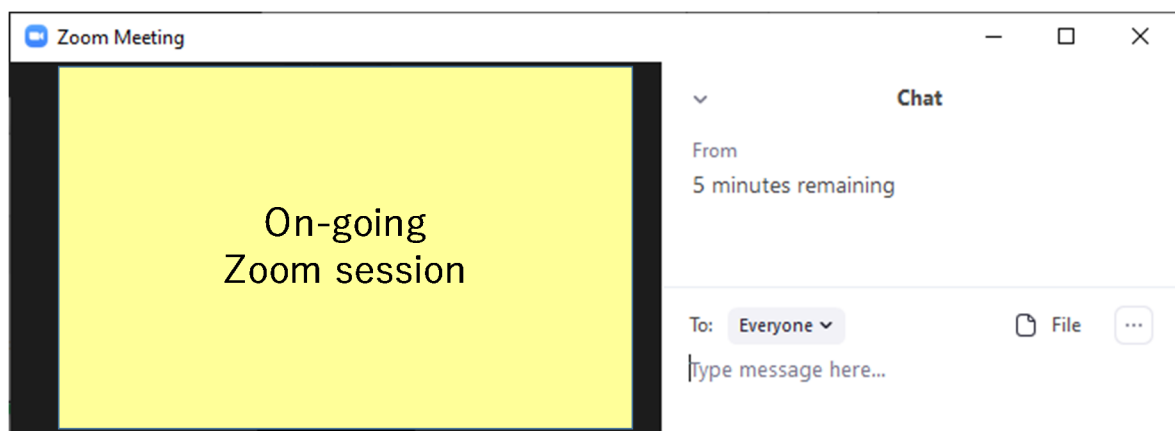 Zoom Meeting
On-going
Zoom session
Chat
From
5 minutes remaining
To: Everyone File
Type message here...